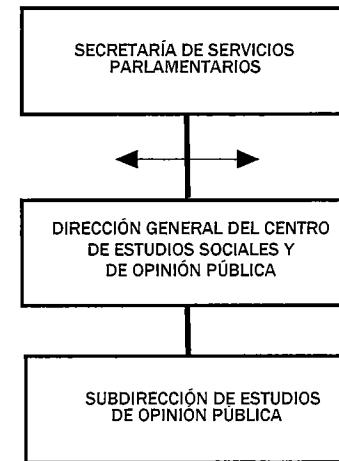 SECRETARÍA DE SERVICIOS
PARLAMENTARIOS
DIRECCIÓN GENERAL DEL CENTRO
DE ESTUDIOS SOCIALES Y
DE OPINIÓN PÚBLICA
SUBDIRECCIÓN DE ESTUDIOS
DE OPINIÓN PÚBLICA